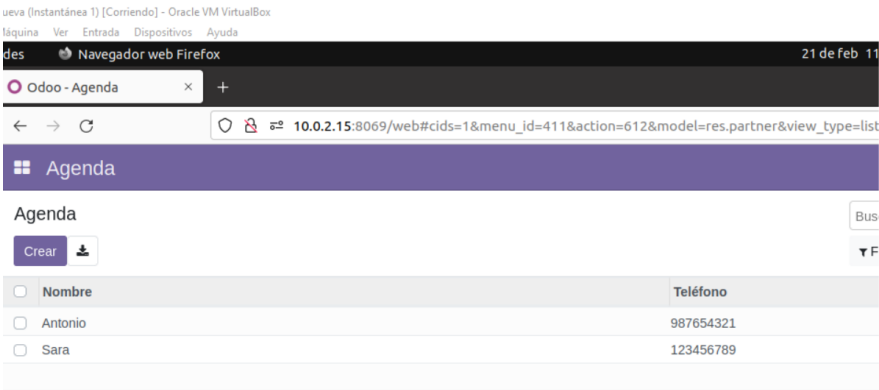 ueva (Instantánea 1) [Corriendo] - Oracle VM VirtualBox
Máquina Ver Entrada Dispositivos Ayuda
des Navegador web Firefox 21 de feb 11
Odoo - Agenda × +
10.0.2.15:8069/web#cids=1&menu_id=411&action=612&model=res.partner&view_type=list
Agenda
Agenda Bus
Crear F
Nombre Teléfono
Antonio 987654321
Sara 123456789